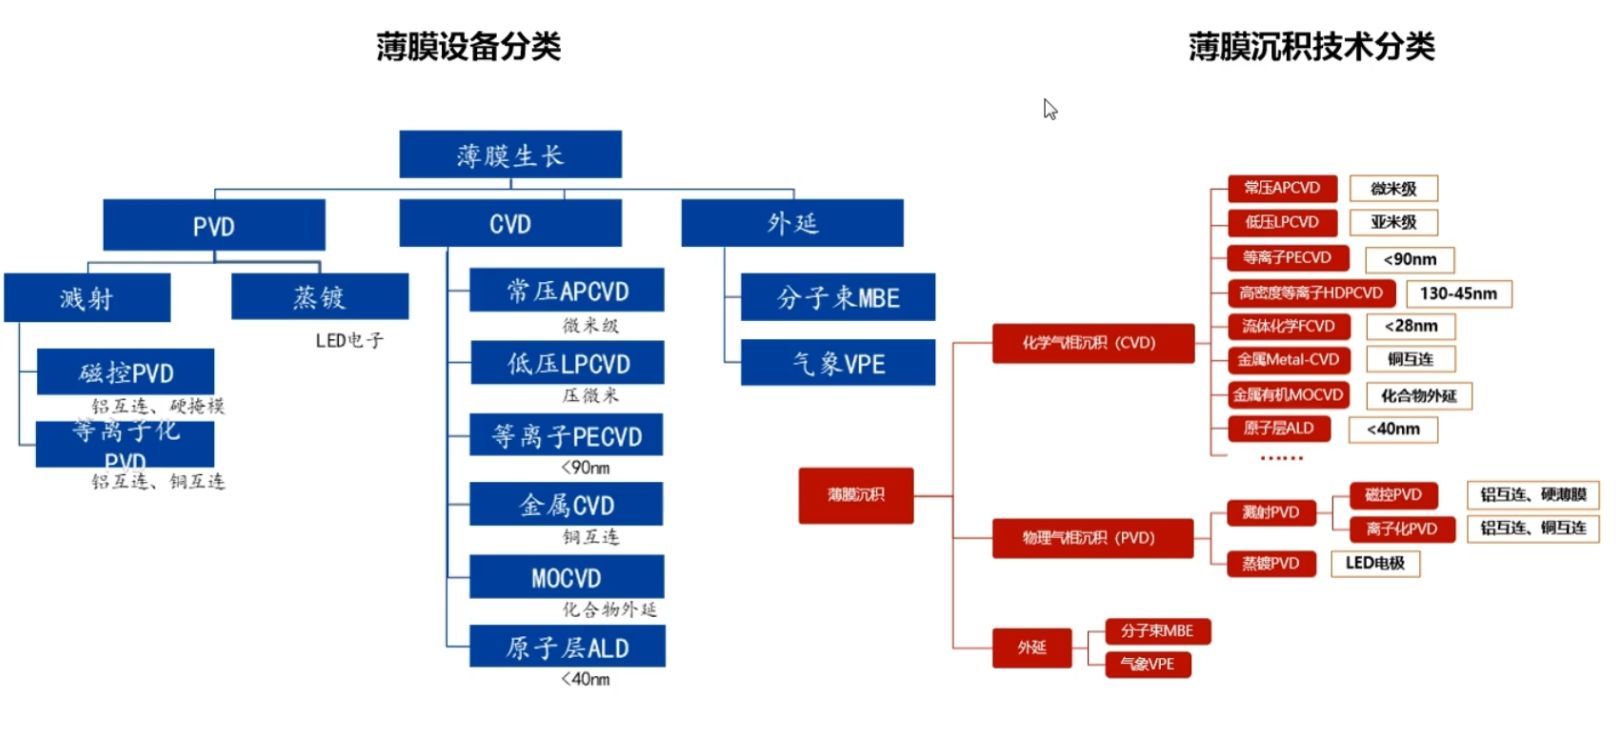 薄膜设备分类
薄膜生长
PVD
CVD
外延
溅射
蒸镀
LED电子
磁控PVD
铝互连、硬掩模
等离子化
PVD
铝互连、铜互连
常压APCVD
微米级
低压LPCVD
压微米
等离子PECVD
<90nm
金属CVD
铜互连
MOCVD
化合物外延
原子层ALD
<40nm
分子束MBE
气象VPE
薄膜沉积技术分类
薄膜沉积
化学气相沉积（CVD）
常压APCVD
微米级
低压LPCVD
亚米级
等离子PECVD
<90nm
高密度等离子HDPCVD
130-45nm
流体化学FCVD
<28nm
金属Metal-CVD
铜互连
金属有机MOCVD
化合物外延
原子层ALD
<40nm
……
物理气相沉积（PVD）
溅射PVD
磁控PVD
铝互连、硬薄膜
离子化PVD
铝互连、铜互连
蒸镀PVD
LED电极
外延
分子束MBE
气象VPE